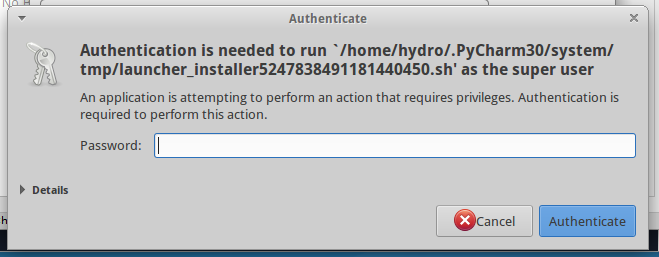 Authenticate
Authentication is needed to run `/home/hydro/.PyCharm30/system/
tmp/launcher_installer5247838491181440450.sh' as the super user
An application is attempting to perform an action that requires privileges. Authentication is
required to perform this action.
Password:
Details
Cancel
Authenticate